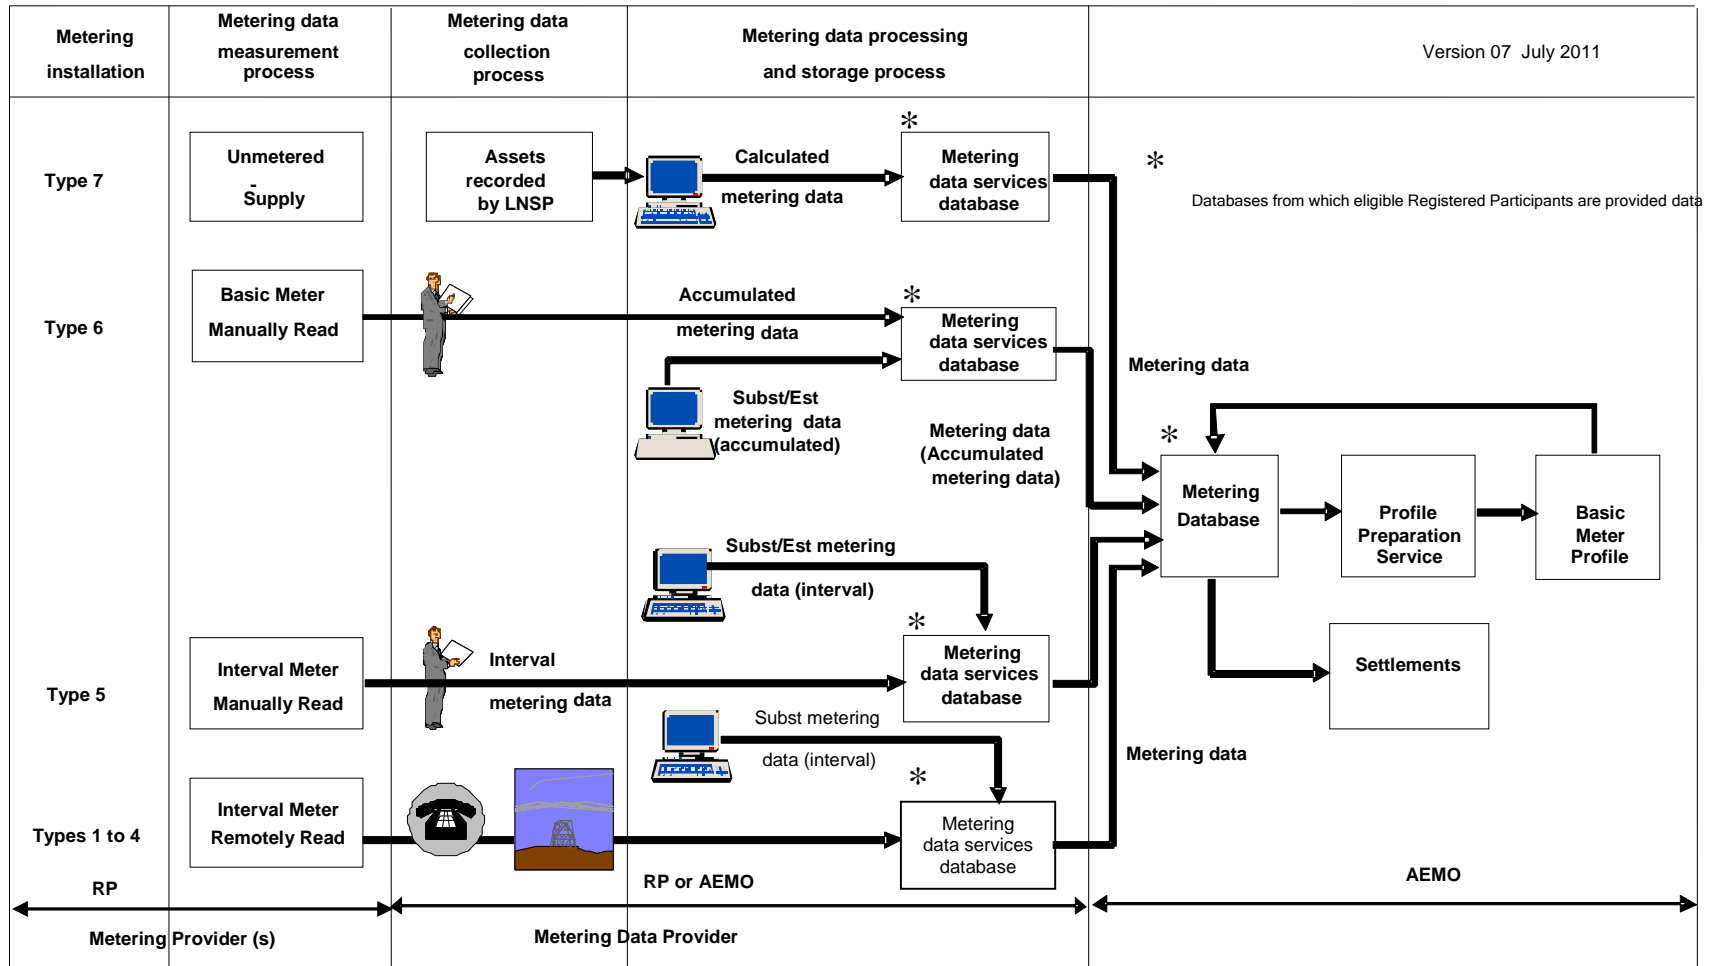 Metering
installation
Metering data
measurement
process
Metering data
collection
process
Metering data processing
and storage process
Version 07 July 2011
Type 7
Unmetered
-
Supply
Assets
recorded
by LNSP
Calculated
metering data
*
Metering
data services
database
*
Databases from which eligible Registered Participants are provided data
Type 6
Basic Meter
Manually Read
Accumulated
metering data
*
Metering
data services
database
Subst/Est
metering data
(accumulated)
Metering data
(Accumulated
metering data)
Metering data
*
Metering
Database
Profile
Preparation
Service
Basic
Meter
Profile
Settlements
Subst/Est metering
data (interval)
Type 5
Interval Meter
Manually Read
Interval
metering data
*
Metering
data services
database
Subst metering
data (interval)
Metering data
Types 1 to 4
Interval Meter
Remotely Read
*
Metering
data services
database
RP
RP or AEMO
AEMO
Metering Provider (s)
Metering Data Provider